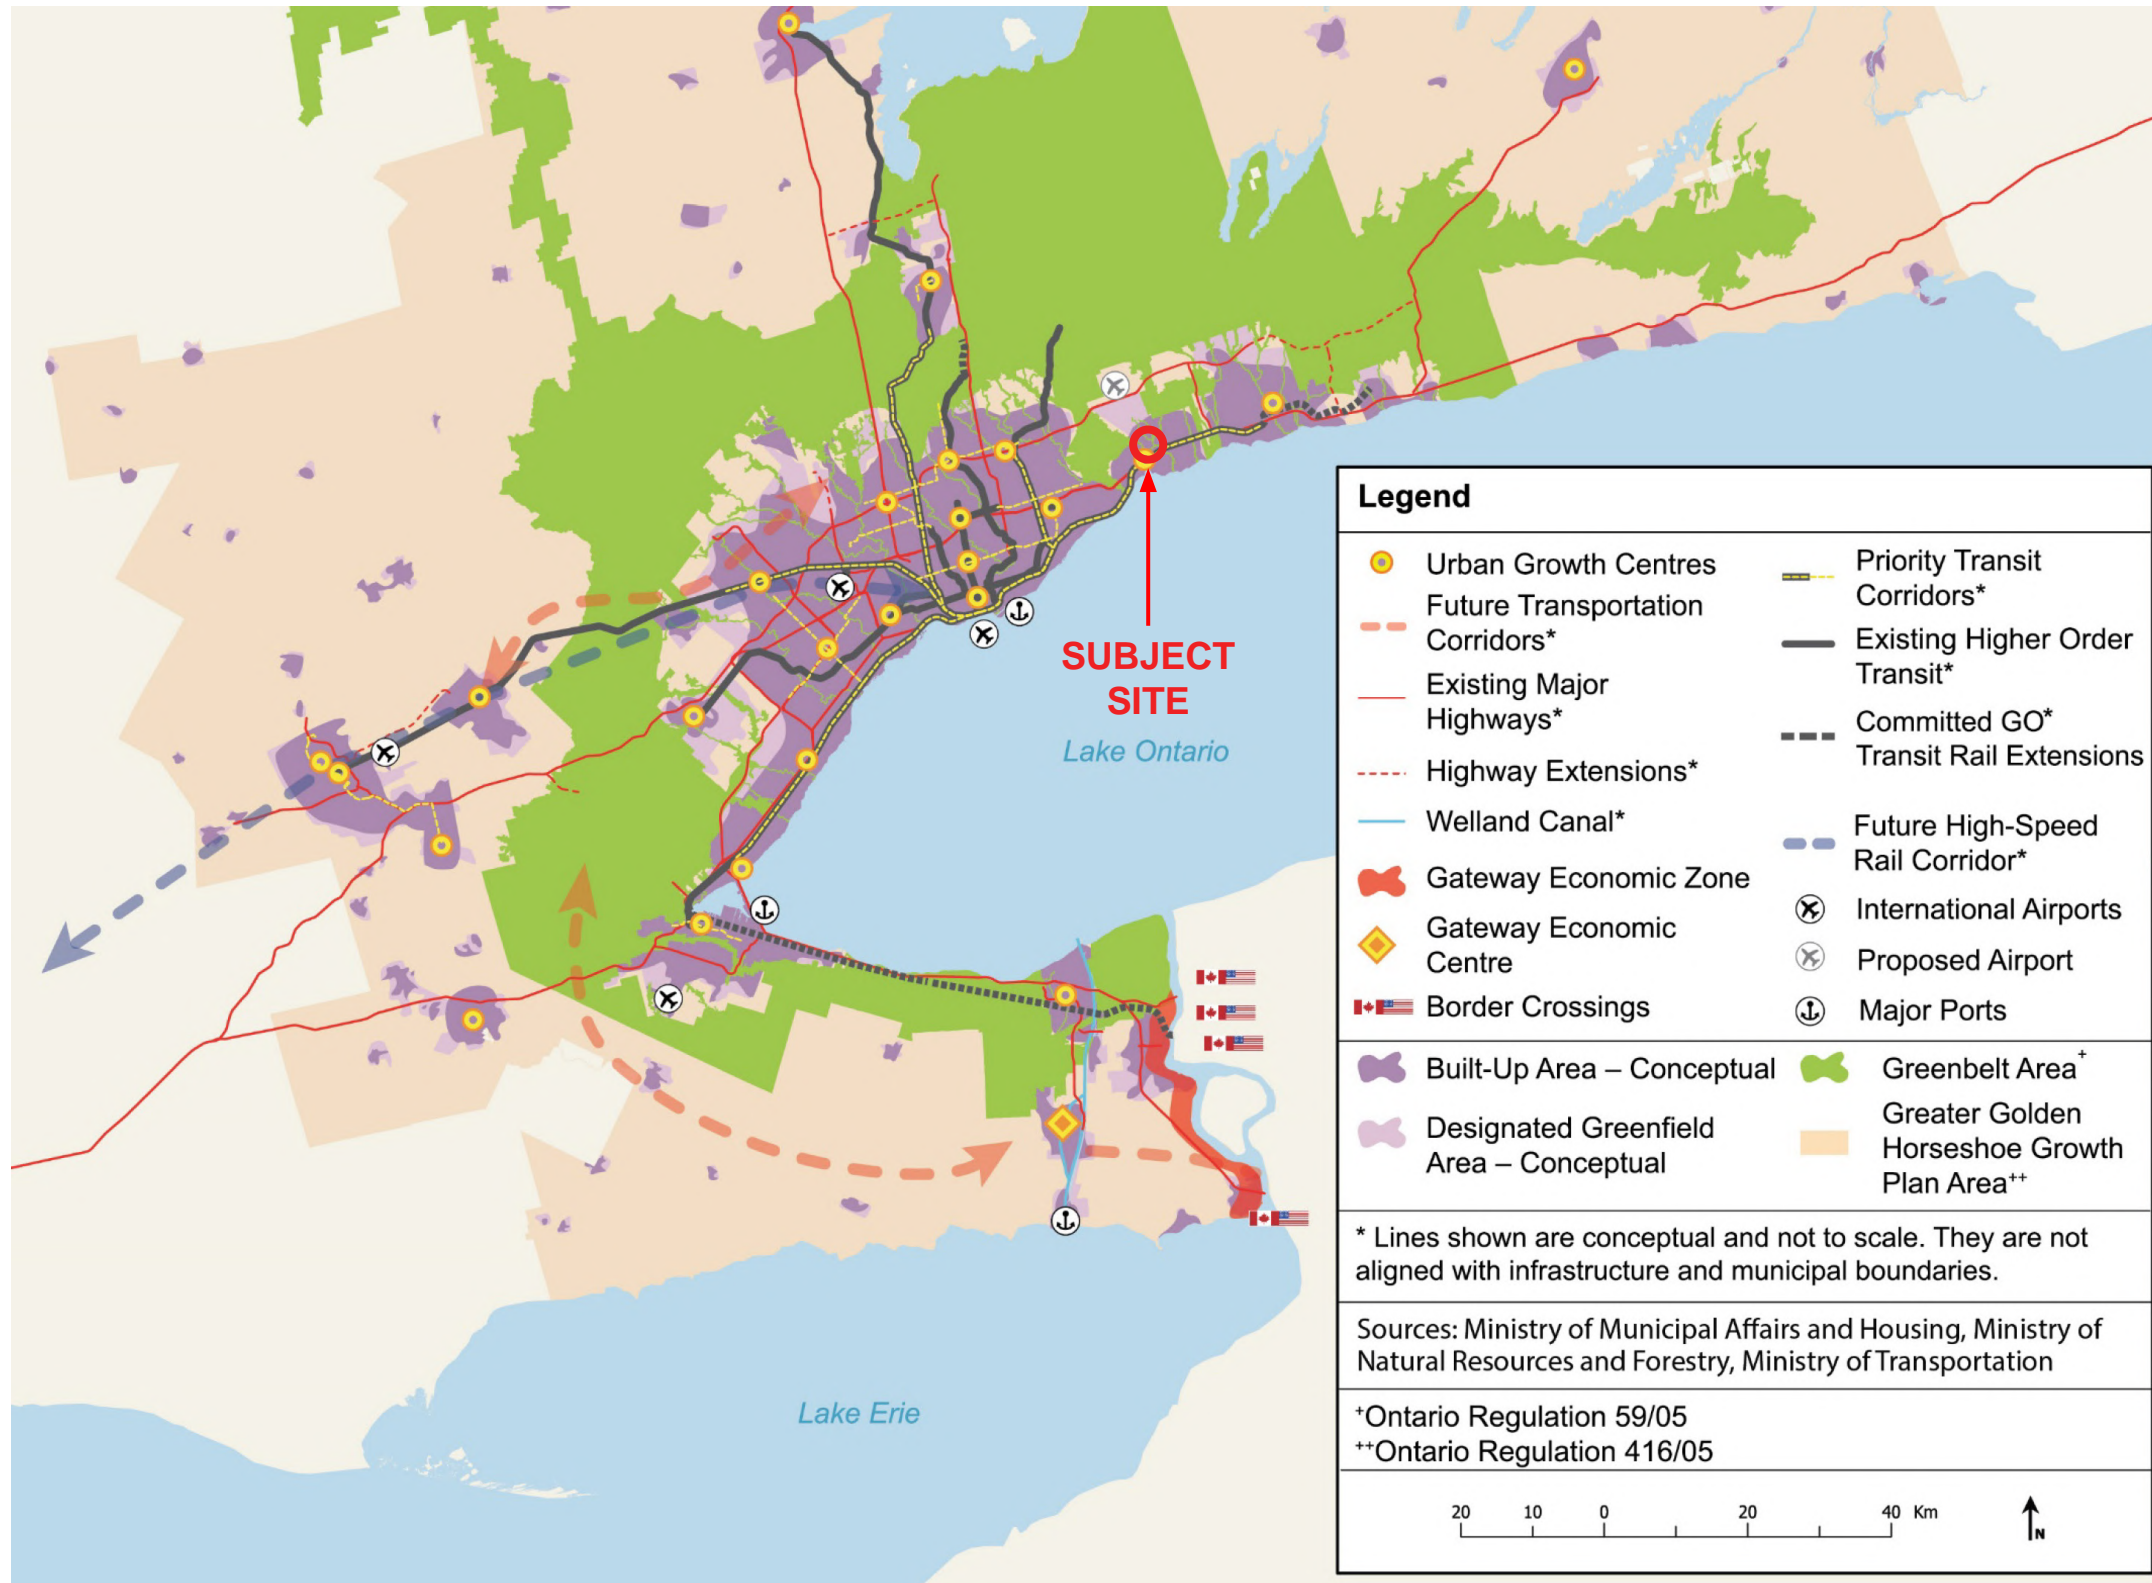 SUBJECT
SITE
Lake Ontario
Lake Erie
Legend
Urban Growth Centres
Future Transportation
Corridors*
Existing Major
Highways*
Highway Extensions*
Welland Canal*
Gateway Economic Zone
Gateway Economic
Centre
Border Crossings
Priority Transit
Corridors*
Existing Higher Order
Transit*
Committed GO*
Transit Rail Extensions
Future High-Speed
Rail Corridor*
International Airports
Proposed Airport
Major Ports
Built-Up Area – Conceptual
Designated Greenfield
Area – Conceptual
Greenbelt Area+
Greater Golden
Horseshoe Growth
Plan Area++
* Lines shown are conceptual and not to scale. They are not
aligned with infrastructure and municipal boundaries.
Sources: Ministry of Municipal Affairs and Housing, Ministry of
Natural Resources and Forestry, Ministry of Transportation
+Ontario Regulation 59/05
++Ontario Regulation 416/05
20 10 0 20 40 Km
N